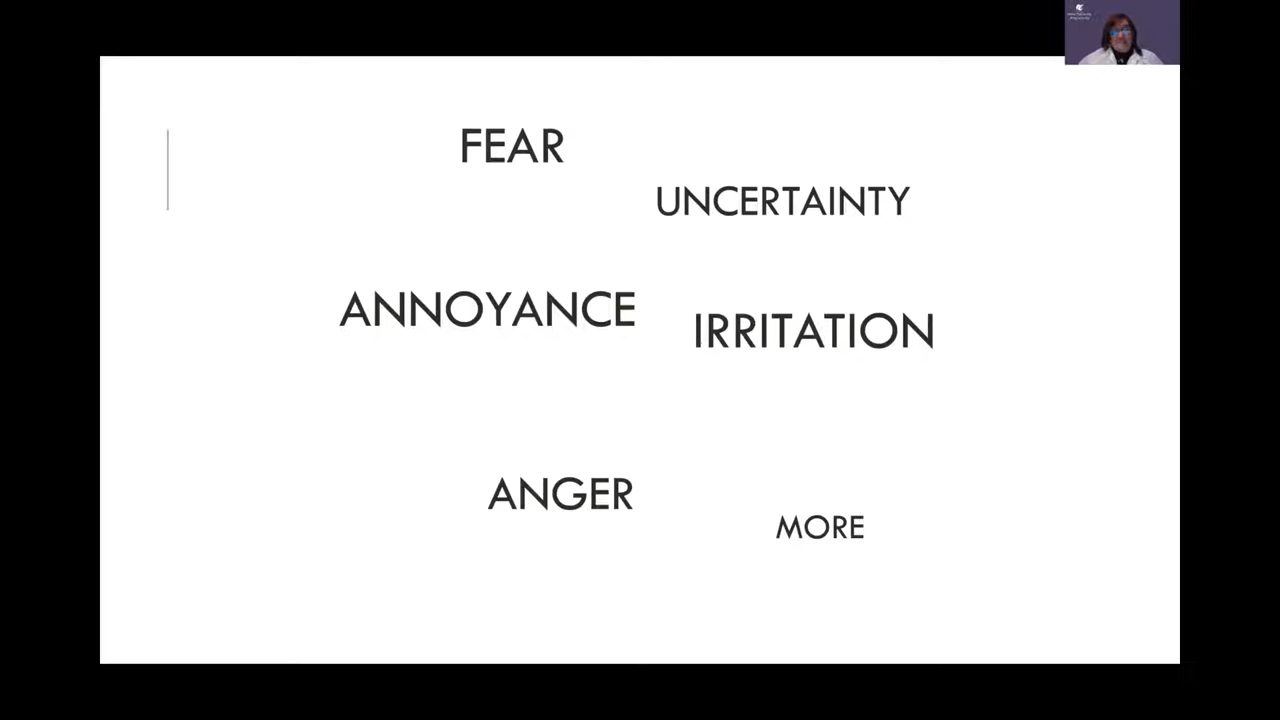 FEAR
UNCERTAINTY
ANNOYANCE
IRRITATION
ANGER
MORE